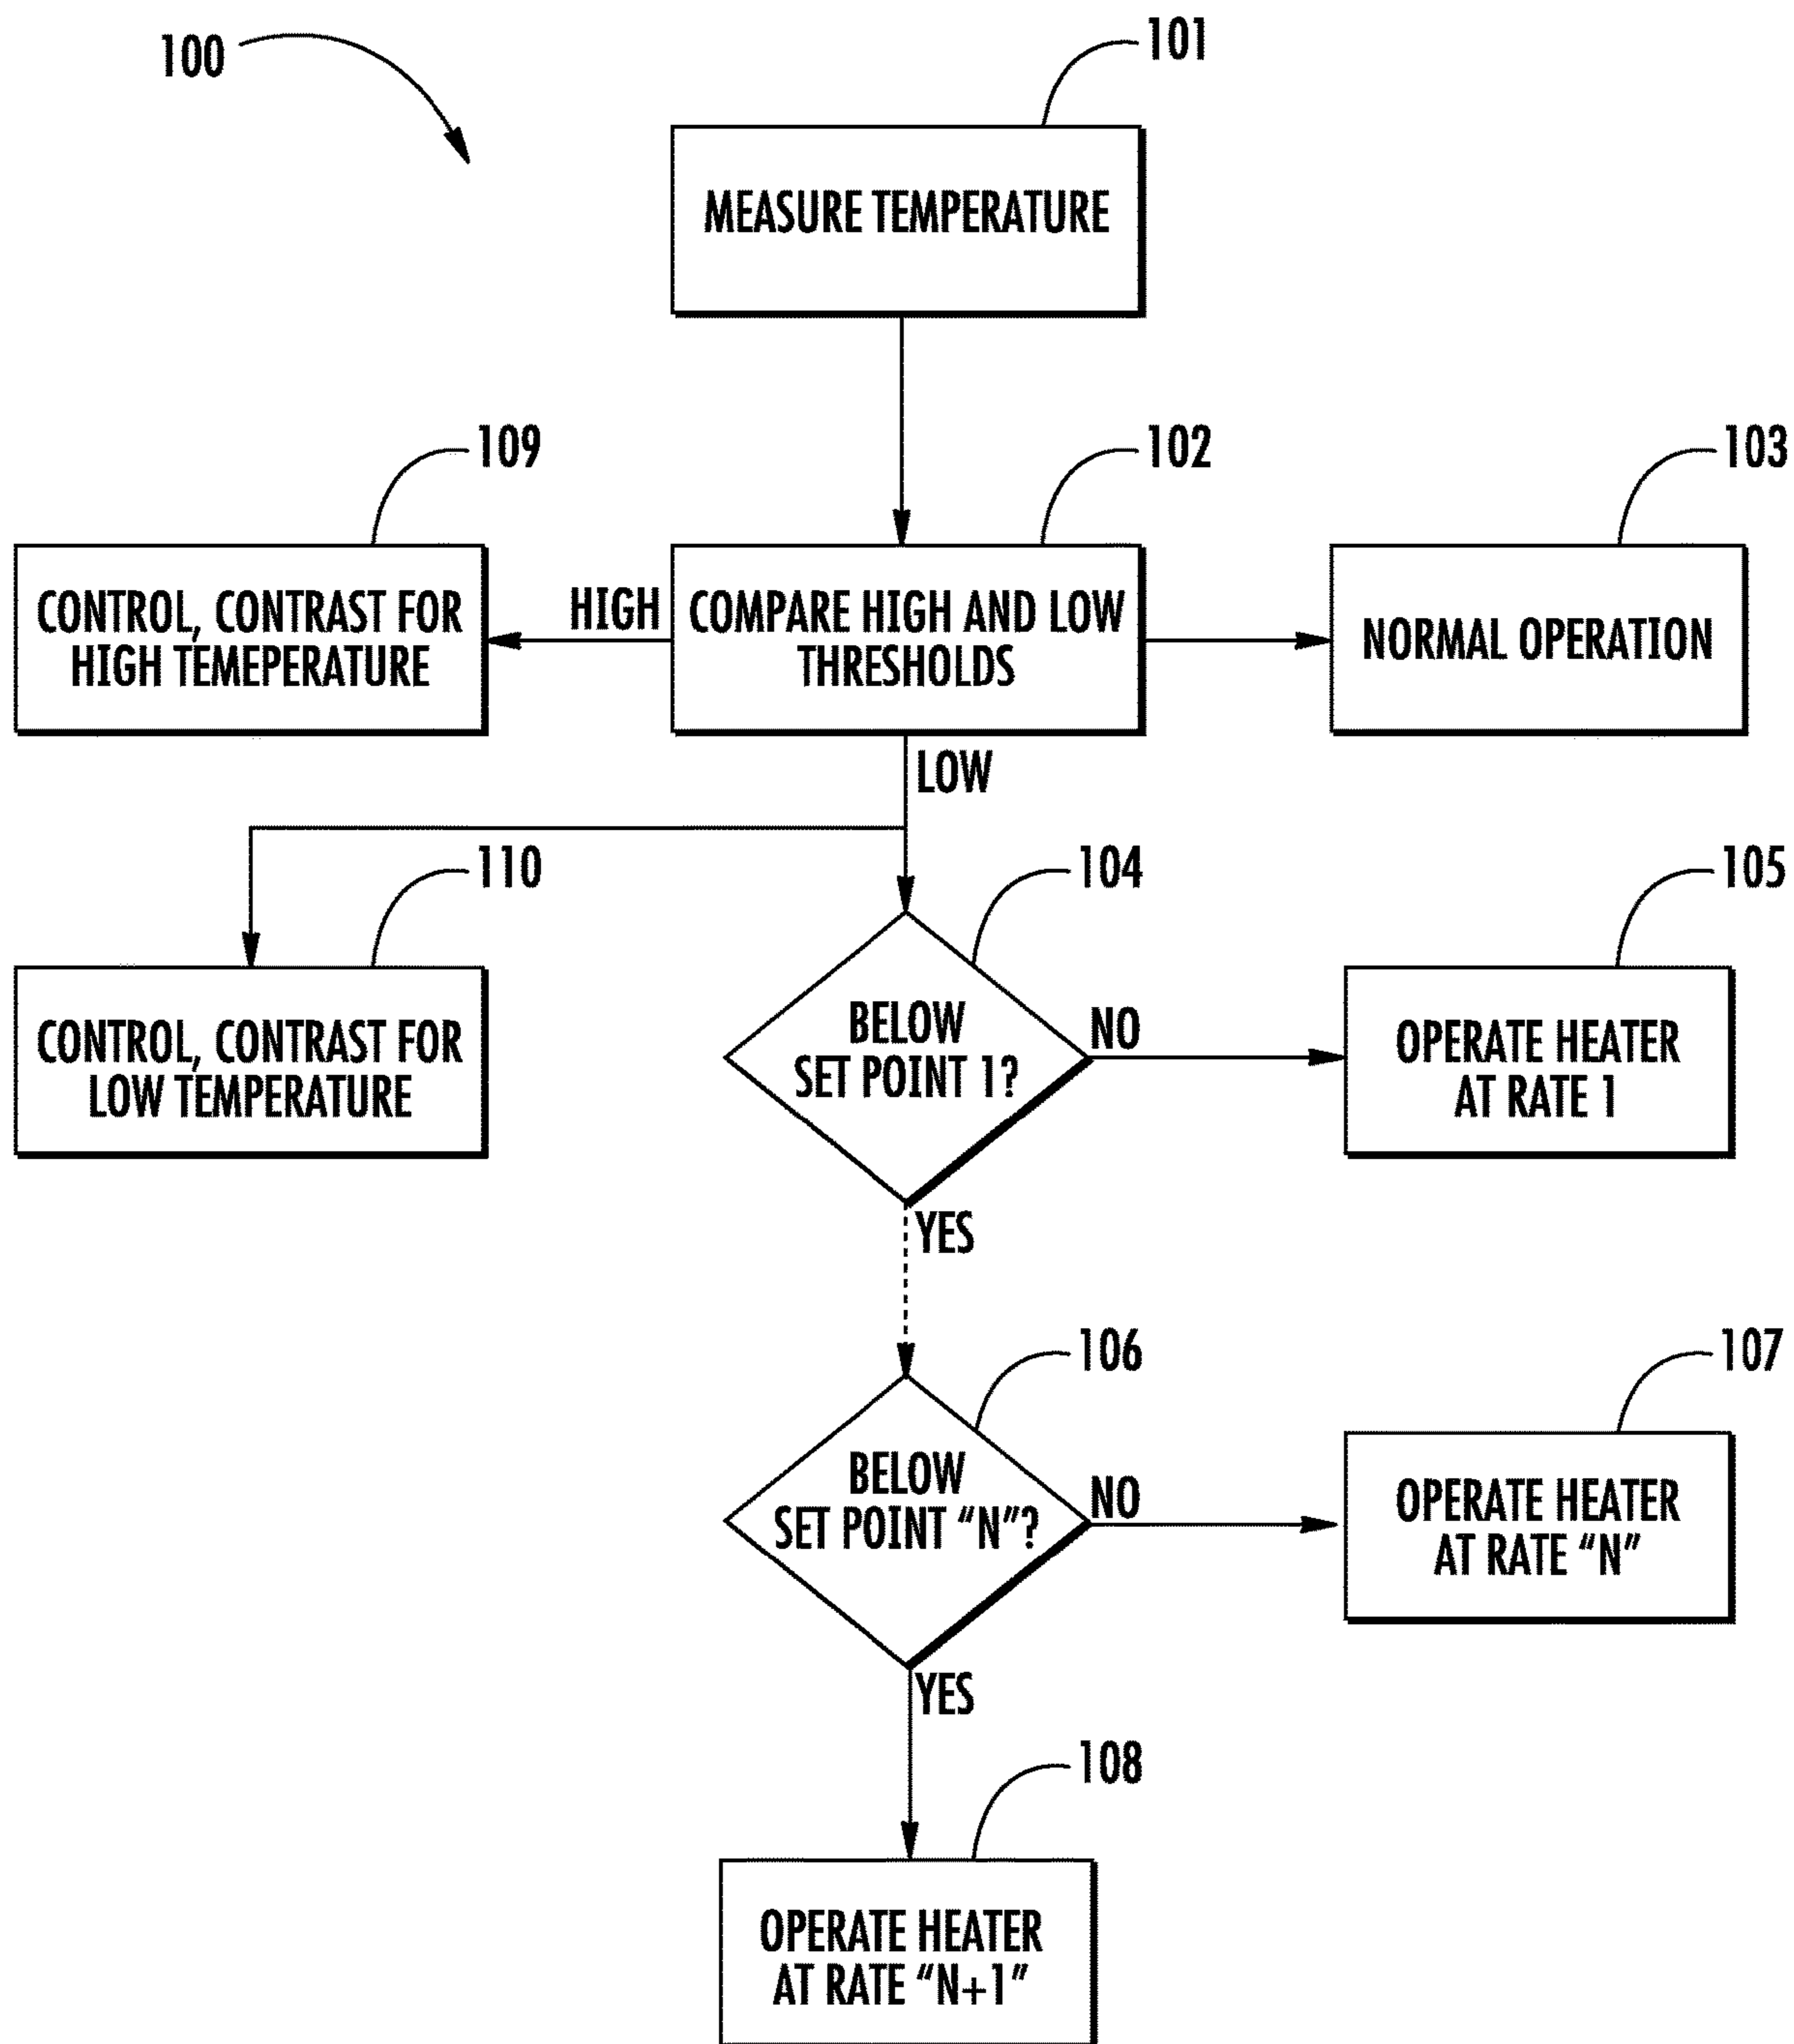 100
101
MEASURE TEMPERATURE
109
102
103
CONTROL, CONTRAST FOR
HIGH TEMEPERATURE
HIGH
COMPARE HIGH AND LOW
THRESHOLDS
NORMAL OPERATION
LOW
110
104
105
CONTROL, CONTRAST FOR
LOW TEMPERATURE
BELOW
SET POINT 1?
NO
OPERATE HEATER
AT RATE 1
YES
106
107
BELOW
SET POINT “N”?
NO
OPERATE HEATER
AT RATE “N”
YES
108
OPERATE HEATER
AT RATE “N+1”